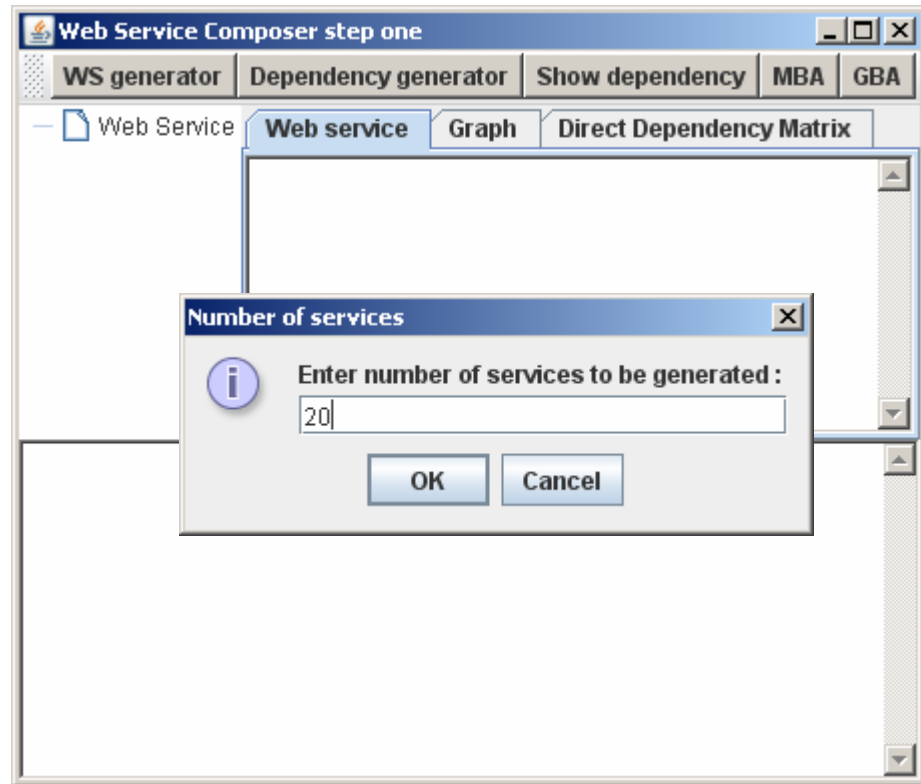 Web Service Composer step one
WS generator Dependency generator Show dependency MBA GBA
Web Service Web service Graph Direct Dependency Matrix
Number of services
Enter number of services to be generated :
20
OK Cancel